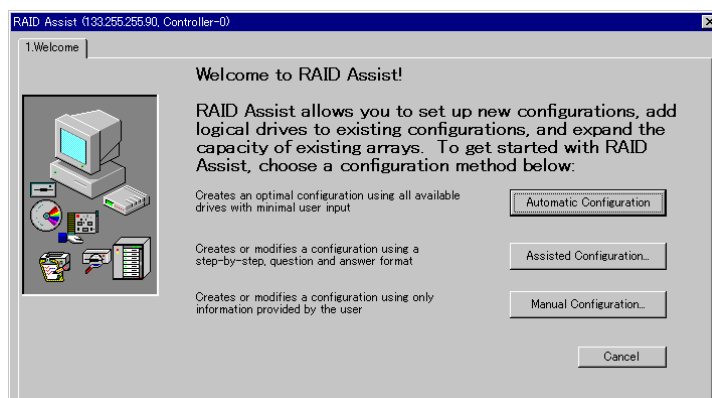 RAID Assist (133.255.255.90, Controller-0)
1.Welcome
Welcome to RAID Assist!
RAID Assist allows you to set up new configurations, add
logical drives to existing configurations, and expand the
capacity of existing arrays. To get started with RAID
Assist, choose a configuration method below:
Creates an optimal configuration using all available
drives with minimal user input
Automatic Configuration
Creates or modifies a configuration using a
step-by-step, question and answer format
Assisted Configuration...
Creates or modifies a configuration using only
information provided by the user
Manual Configuration...
Cancel